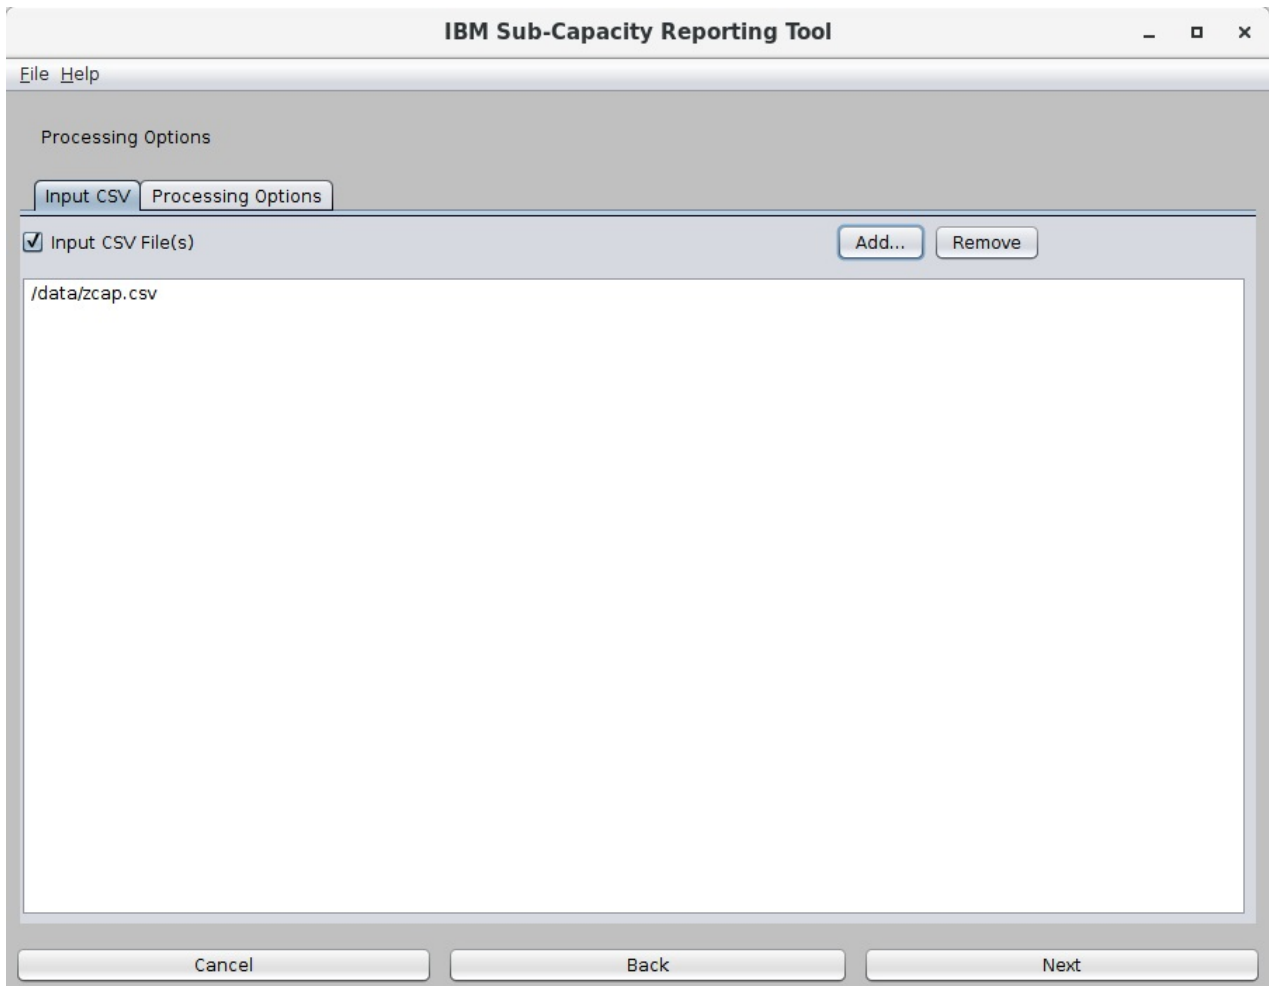 IBM Sub-Capacity Reporting Tool
File Help
Processing Options
Input CSV Processing Options
Input CSV File(s) Add... Remove
/data/zcap.csv
Cancel Back Next